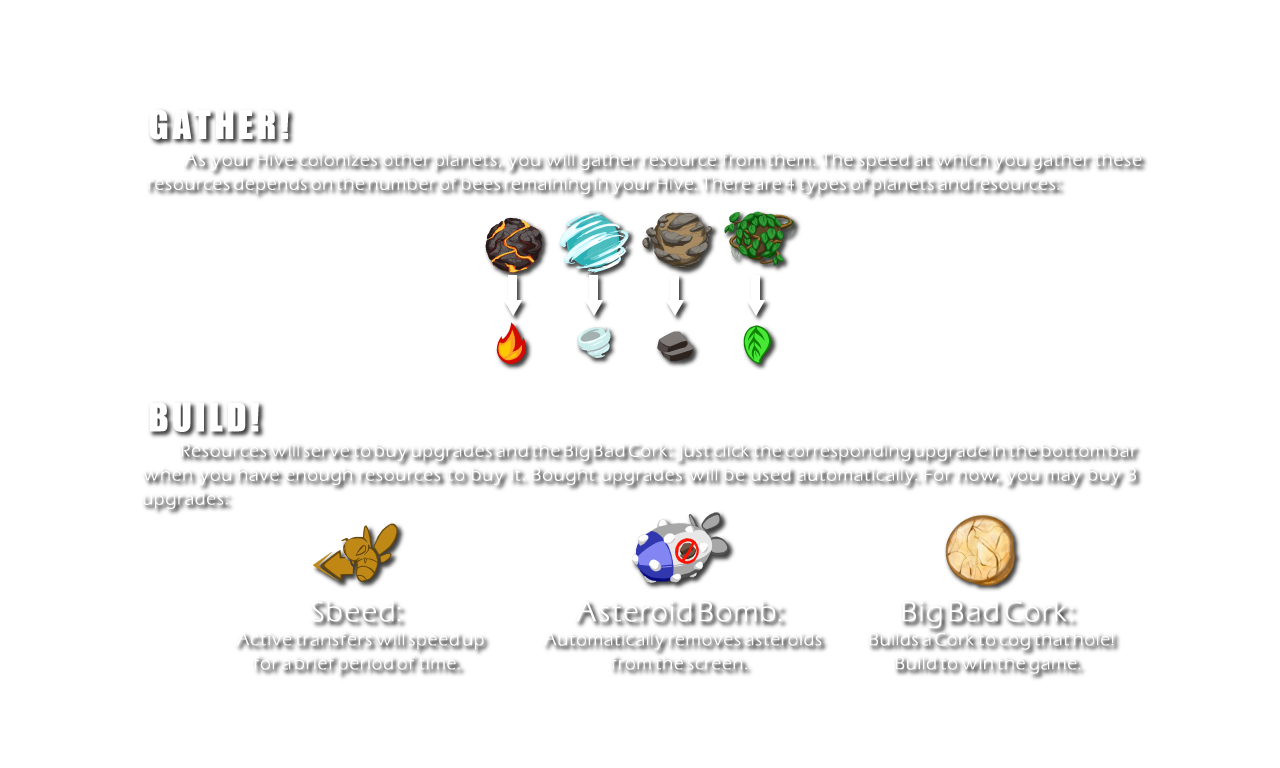 GATHER!
As your Hive colonizes other planets, you will gather resource from them. The speed at which you gather these
resources depends on the number of bees remaining in your Hive. There are 4 types of planets and resources:
BUILD!
Resources will serve to buy upgrades and the Big Bad Cork: Just click the corresponding upgrade in the bottom bar
when you have enough resources to buy it. Bought upgrades will be used automatically. For now, you may buy 3
upgrades:
Sbeed:
Active transfers will speed up
for a brief period of time.
Asteroid Bomb:
Automatically removes asteroids
from the screen.
Big Bad Cork:
Builds a Cork to cog that hole!
Build to win the game.